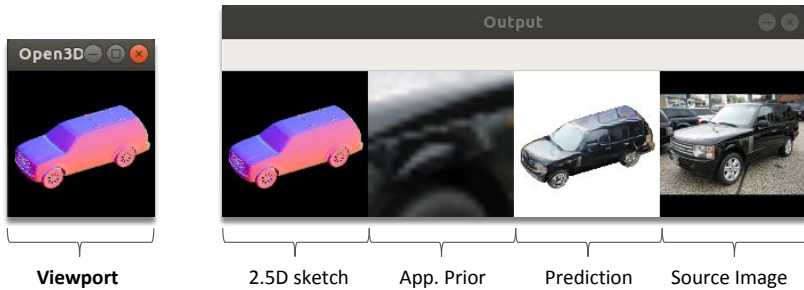 Output
Open3D
Viewport
2.5D sketch
App. Prior
Prediction
Source Image